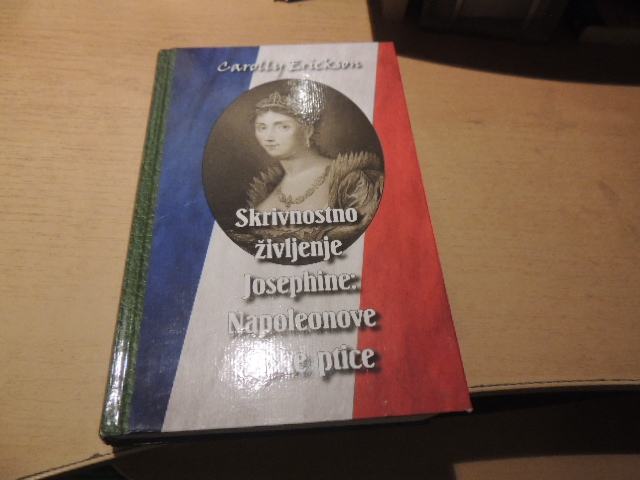 Carolly Erickson
Skrivnostno
življenje
Josephine:
Napoleonove
ptice